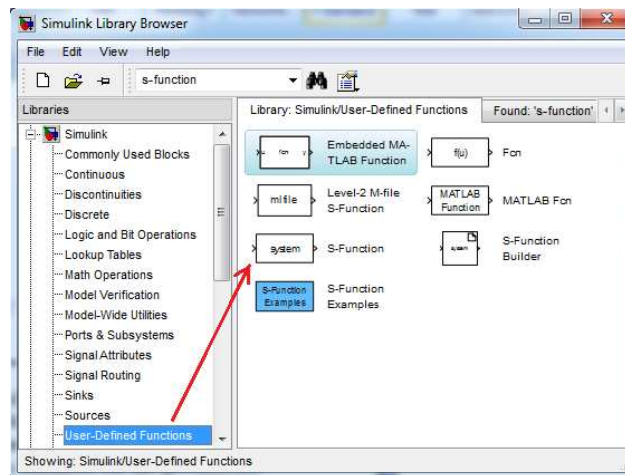 Simulink Library Browser
File Edit View Help
s-function
Libraries
Library: Simulink/User-Defined Functions
Found: 's-function'
Simulink
Commonly Used Blocks
Continuous
Discontinuities
Discrete
Logic and Bit Operations
Lookup Tables
Math Operations
Model Verification
Model-Wide Utilities
Ports & Subsystems
Signal Attributes
Signal Routing
Sinks
Sources
User-Defined Functions
u fcn y
Embedded MA-
TLAB Function
f(u)
Fcn
mlfile
Level-2 M-file
S-Function
MATLAB
Function
MATLAB Fcn
system
S-Function
system
S-Function
Builder
S-Function
Examples
S-Function
Examples
Showing: Simulink/User-Defined Functions